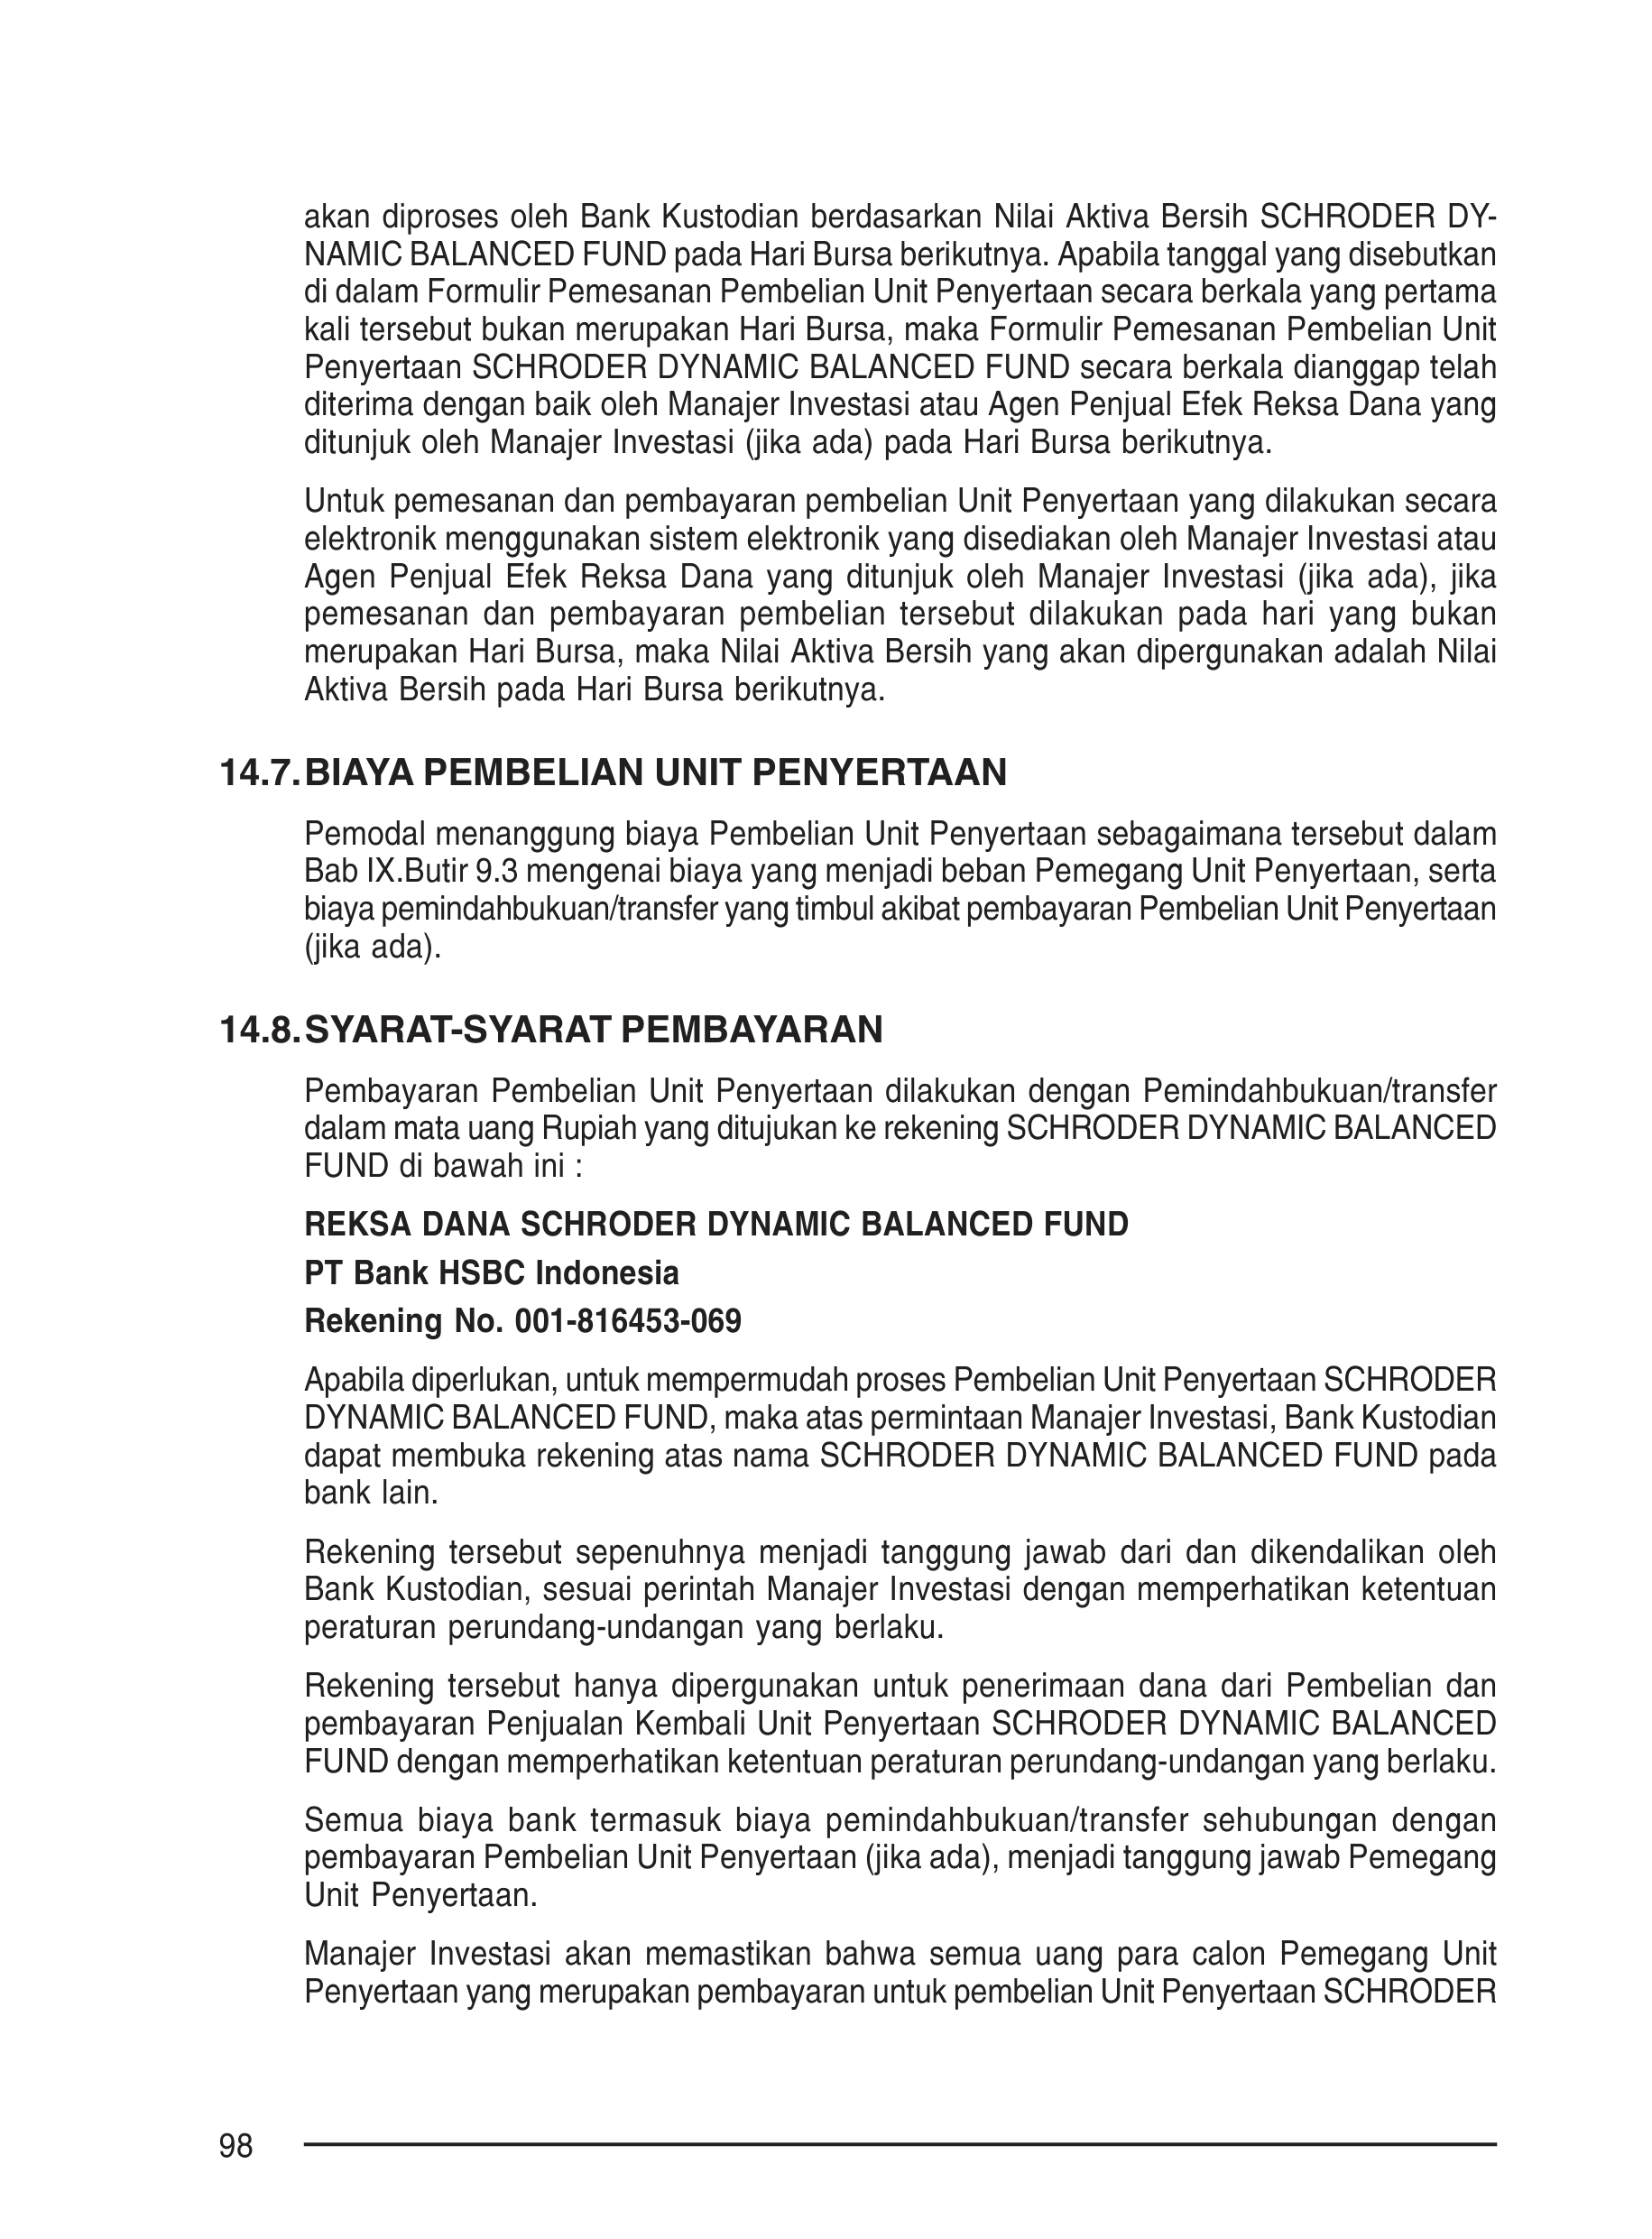 akan diproses oleh Bank Kustodian berdasarkan Nilai Aktiva Bersih SCHRODER DY-
NAMIC BALANCED FUND pada Hari Bursa berikutnya. Apabila tanggal yang disebutkan
di dalam Formulir Pemesanan Pembelian Unit Penyertaan secara berkala yang pertama
kali tersebut bukan merupakan Hari Bursa, maka Formulir Pemesanan Pembelian Unit
Penyertaan SCHRODER DYNAMIC BALANCED FUND secara berkala dianggap telah
diterima dengan baik oleh Manajer Investasi atau Agen Penjual Efek Reksa Dana yang
ditunjuk oleh Manajer Investasi (jika ada) pada Hari Bursa berikutnya.
Untuk pemesanan dan pembayaran pembelian Unit Penyertaan yang dilakukan secara
elektronik menggunakan sistem elektronik yang disediakan oleh Manajer Investasi atau
Agen Penjual Efek Reksa Dana yang ditunjuk oleh Manajer Investasi (jika ada), jika
pemesanan dan pembayaran pembelian tersebut dilakukan pada hari yang bukan
merupakan Hari Bursa, maka Nilai Aktiva Bersih yang akan dipergunakan adalah Nilai
Aktiva Bersih pada Hari Bursa berikutnya.
14.7. BIAYA PEMBELIAN UNIT PENYERTAAN
Pemodal menanggung biaya Pembelian Unit Penyertaan sebagaimana tersebut dalam
Bab IX.Butir 9.3 mengenai biaya yang menjadi beban Pemegang Unit Penyertaan, serta
biaya pemindahbukuan/transfer yang timbul akibat pembayaran Pembelian Unit Penyertaan
(jika ada).
14.8. SYARAT-SYARAT PEMBAYARAN
Pembayaran Pembelian Unit Penyertaan dilakukan dengan Pemindahbukuan/transfer
dalam mata uang Rupiah yang ditujukan ke rekening SCHRODER DYNAMIC BALANCED
FUND di bawah ini :
REKSA DANA SCHRODER DYNAMIC BALANCED FUND
PT Bank HSBC Indonesia
Rekening No. 001-816453-069
Apabila diperlukan, untuk mempermudah proses Pembelian Unit Penyertaan SCHRODER
DYNAMIC BALANCED FUND, maka atas permintaan Manajer Investasi, Bank Kustodian
dapat membuka rekening atas nama SCHRODER DYNAMIC BALANCED FUND pada
bank lain.
Rekening tersebut sepenuhnya menjadi tanggung jawab dari dan dikendalikan oleh
Bank Kustodian, sesuai perintah Manajer Investasi dengan memperhatikan ketentuan
peraturan perundang-undangan yang berlaku.
Rekening tersebut hanya dipergunakan untuk penerimaan dana dari Pembelian dan
pembayaran Penjualan Kembali Unit Penyertaan SCHRODER DYNAMIC BALANCED
FUND dengan memperhatikan ketentuan peraturan perundang-undangan yang berlaku.
Semua biaya bank termasuk biaya pemindahbukuan/transfer sehubungan dengan
pembayaran Pembelian Unit Penyertaan (jika ada), menjadi tanggung jawab Pemegang
Unit Penyertaan.
Manajer Investasi akan memastikan bahwa semua uang para calon Pemegang Unit
Penyertaan yang merupakan pembayaran untuk pembelian Unit Penyertaan SCHRODER
98